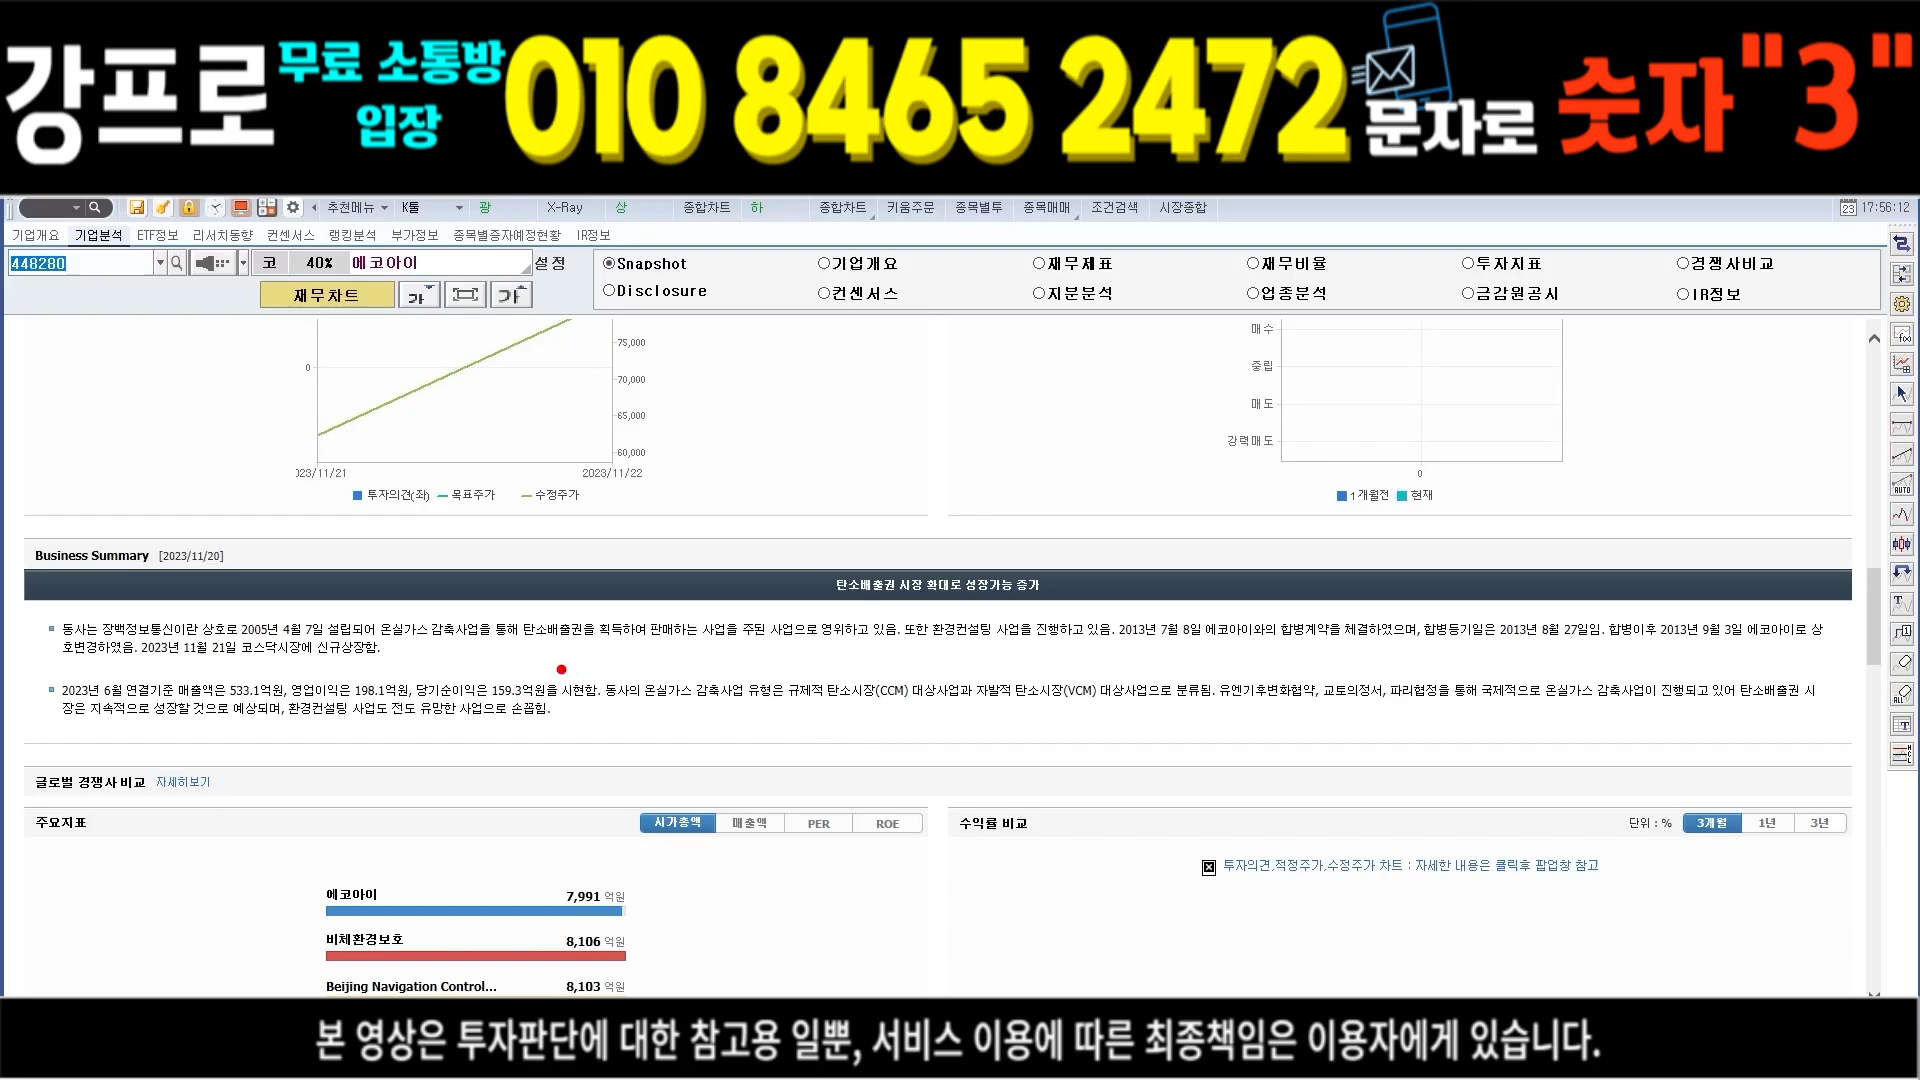 강프로 무료 소통방 입장 010 8465 2472 문자로 숫자"3"
추천메뉴 K툴 광 X-Ray 상 종합차트 하 종합차트 키움주문 종목별투 종목매매 조건검색 시장종합 23 17:56:12
기업개요 기업분석 ETF정보 리서치동향 컨센서스 랭킹분석 부가정보 종목별증자예정현황 IR정보
448280 코 40% 에코아이 설정
재무차트 가 가
Snapshot 기업개요 재무제표 재무비율 투자지표 경쟁사비교
Disclosure 컨센서스 지분분석 업종분석 금감원공시 IR정보
75,000
0
70,000
65,000
60,000
023/11/21 2023/11/22
투자의견(좌) 목표주가 수정주가
매수
중립
매도
강력매도
0
1개월전 현재
Business Summary [2023/11/20]
탄소배출권 시장 확대로 성장가능 증가
동사는 장백정보통신이란 상호로 2005년 4월 7일 설립되어 온실가스 감축사업을 통해 탄소배출권을 획득하여 판매하는 사업을 주된 사업으로 영위하고 있음. 또한 환경컨설팅 사업을 진행하고 있음. 2013년 7월 8일 에코아이와의 합병계약을 체결하였으며, 합병등기일은 2013년 8월 27일임. 합병이후 2013년 9월 3일 에코아이로 상
호변경하였음. 2023년 11월 21일 코스닥시장에 신규상장함.
2023년 6월 연결기준 매출액은 533.1억원, 영업이익은 198.1억원, 당기순이익은 159.3억원을 시현함. 동사의 온실가스 감축사업 유형은 규제적 탄소시장(CCM) 대상사업과 자발적 탄소시장(VCM) 대상사업으로 분류됨. 유엔기후변화협약, 교토의정서, 파리협정을 통해 국제적으로 온실가스 감축사업이 진행되고 있어 탄소배출권 시
장은 지속적으로 성장할 것으로 예상되며, 환경컨설팅 사업도 전도 유망한 사업으로 손꼽힘.
글로벌 경쟁사 비교 자세히보기
주요지표 시가총액 매출액 PER ROE
수익률 비교 단위 : % 3개월 1년 3년
투자의견,적정주가,수정주가 차트 : 자세한 내용은 클릭후 팝업창 참고
에코아이 7,991 억원
비체환경보호 8,106 억원
Beijing Navigation Control... 8,103 억원
본 영상은 투자판단에 대한 참고용 일뿐, 서비스 이용에 따른 최종책임은 이용자에게 있습니다.